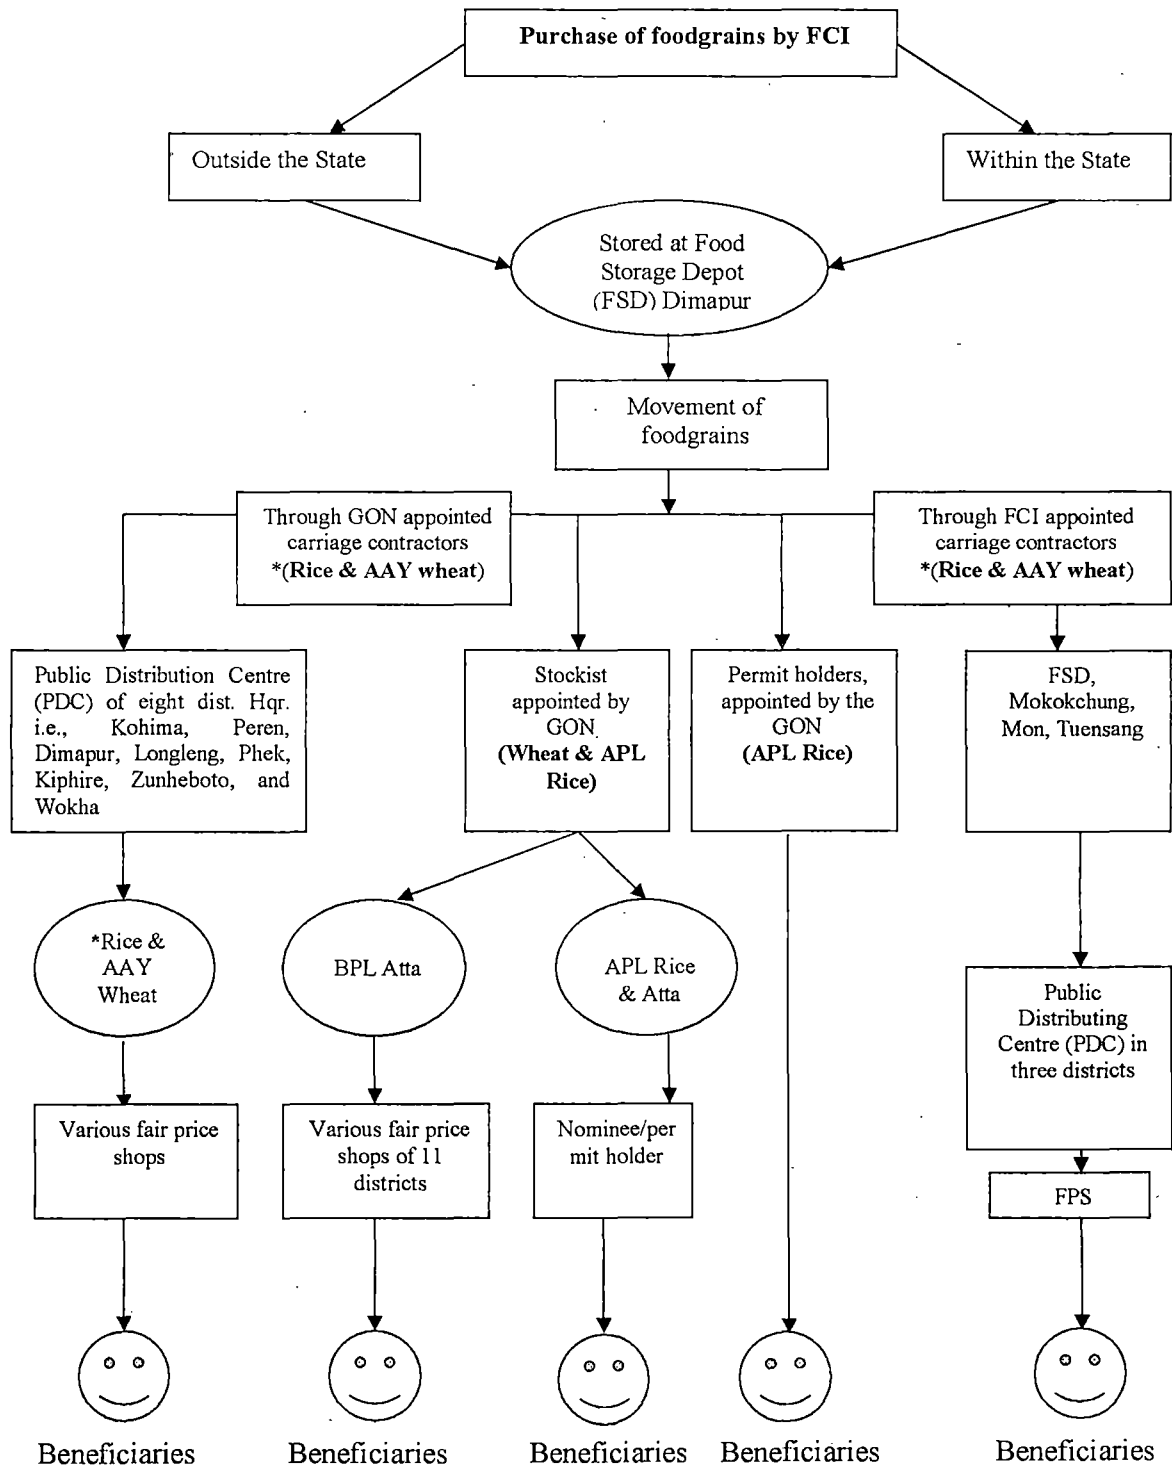 Purchase of foodgrains by FCI
Outside the State
Within the State
Stored at Food
Storage Depot
(FSD) Dimapur
Movement of
foodgrains
Through GON appointed
carriage contractors
*(Rice & AAY wheat)
Through FCI appointed
carriage contractors
*(Rice & AAY wheat)
Public Distribution Centre
(PDC) of eight dist. Hqr.
i.e., Kohima, Peren,
Dimapur, Longleng, Phek,
Kiphire, Zunheboto, and
Wokha
Stockist
appointed by
GON
(Wheat & APL
Rice)
Permit holders,
appointed by the
GON
(APL Rice)
FSD,
Mokokchung,
Mon, Tuensang
*Rice &
AAY
Wheat
BPL Atta
APL Rice
& Atta
Public
Distributing
Centre (PDC) in
three districts
Various fair price
shops
Various fair price
shops of 11
districts
Nominee/per
mit holder
FPS
Beneficiaries
Beneficiaries
Beneficiaries
Beneficiaries
Beneficiaries